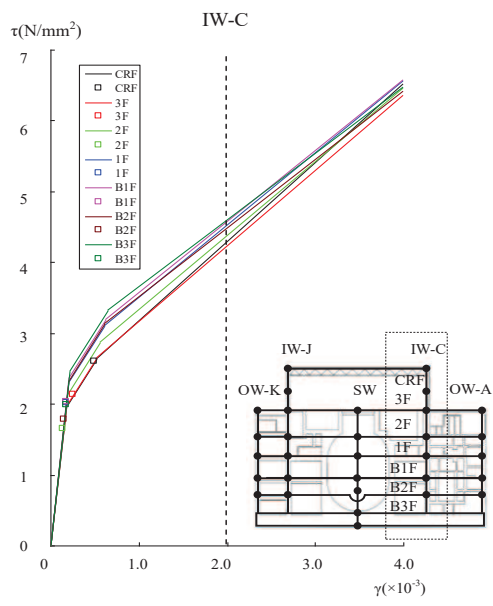 IW-C
τ(N/mm²)
7
6
5
4
3
2
1
0
CRF
CRF
3F
3F
2F
2F
1F
1F
B1F
B1F
B2F
B2F
B3F
B3F
IW-J
IW-C
OW-K
SW
OW-A
CRF
3F
2F
1F
B1F
B2F
B3F
0
1.0
2.0
3.0
4.0
γ(×10⁻³)